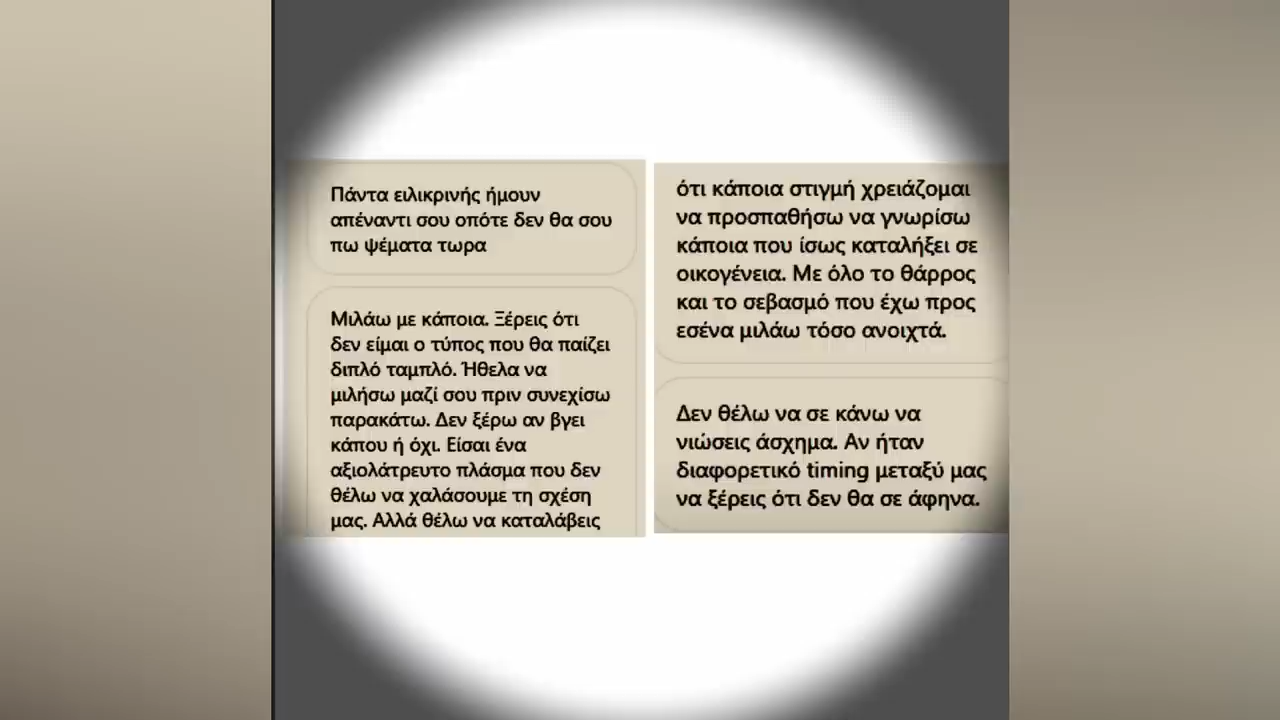 Πάντα ειλικρινής ήμουν
απέναντι σου οπότε δεν θα σου
πω ψέματα τωρα
Μιλάω με κάποια. Ξέρεις ότι
δεν είμαι ο τύπος που θα παίζει
διπλό ταμπλό. Ήθελα να
μιλήσω μαζί σου πριν συνεχίσω
παρακάτω. Δεν ξέρω αν βγει
κάπου ή όχι. Είσαι ένα
αξιολάτρευτο πλάσμα που δεν
θέλω να χαλάσουμε τη σχέση
μας. Αλλά θέλω να καταλάβεις
ότι κάποια στιγμή χρειάζομαι
να προσπαθήσω να γνωρίσω
κάποια που ίσως καταλήξει σε
οικογένεια. Με όλο το θάρρος
και το σεβασμό που έχω προς
εσένα μιλάω τόσο ανοιχτά.
Δεν θέλω να σε κάνω να
νιώσεις άσχημα. Αν ήταν
διαφορετικό timing μεταξύ μας
να ξέρεις ότι δεν θα σε άφηνα.